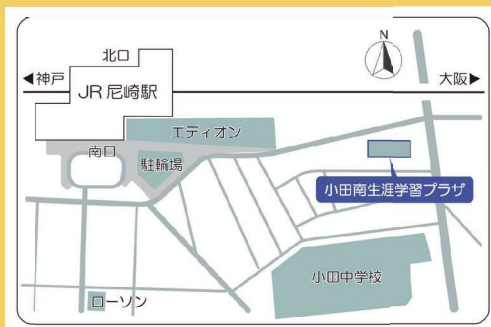 N
北口
◀神戸
大阪▶
JR尼崎駅
エディオン
南口
駐輪場
小田南生涯学習プラザ
小田中学校
ローソン